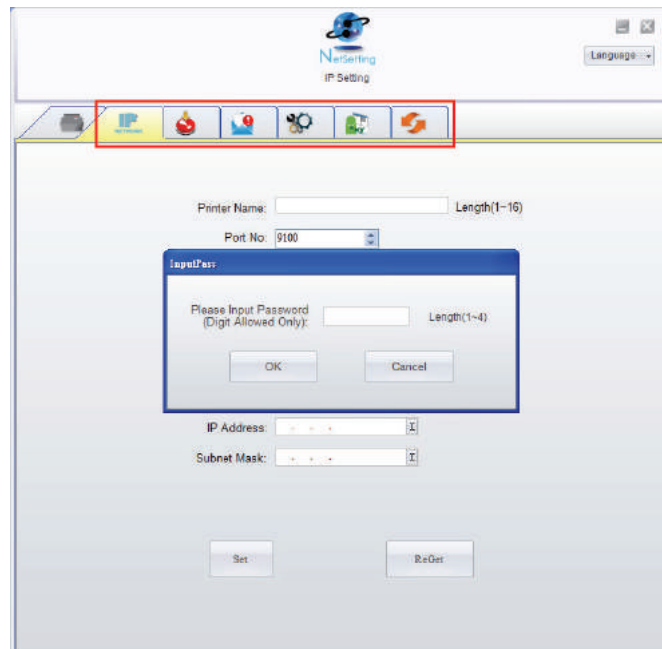 NetSetting
IP Setting
Language
IP
Printer Name:
Length(1~16)
Port No:
9100
InputPass
Please Input Password
(Digit Allowed Only):
Length(1~4)
OK
Cancel
IP Address:
Subnet Mask:
Set
ReGet